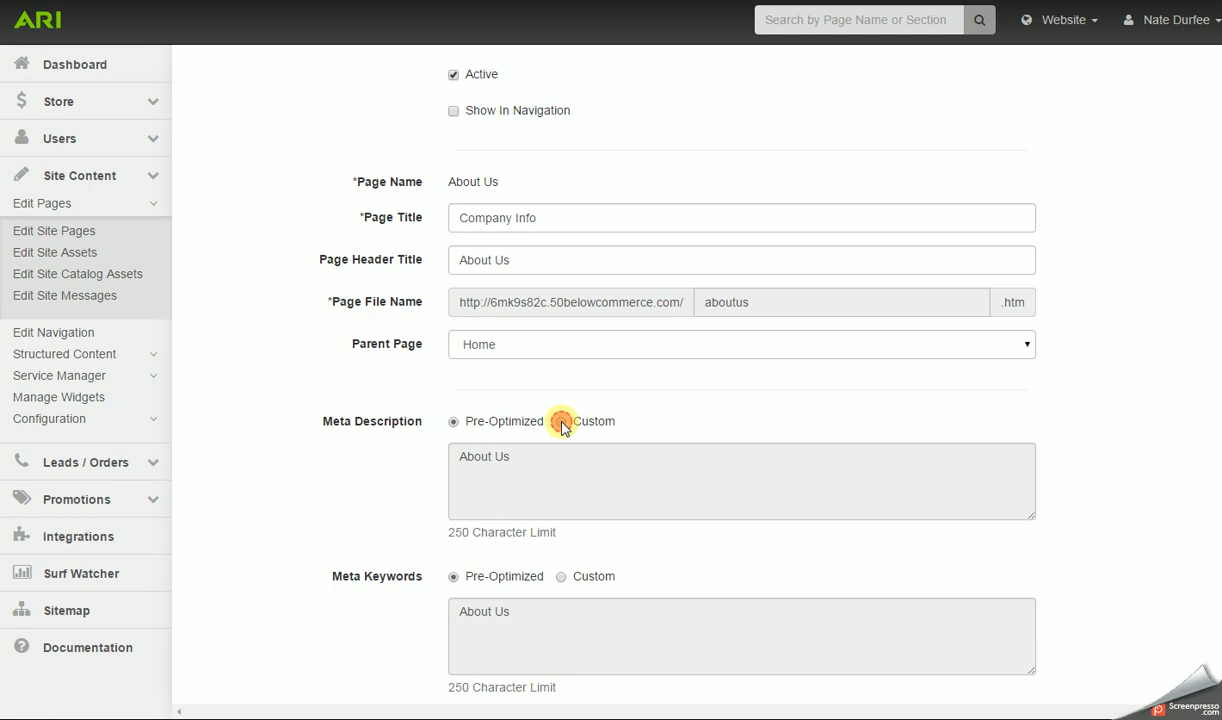 ARI
Search by Page Name or Section
Website
Nate Durfee
Dashboard
Store
Users
Site Content
Edit Pages
Edit Site Pages
Edit Site Assets
Edit Site Catalog Assets
Edit Site Messages
Edit Navigation
Structured Content
Service Manager
Manage Widgets
Configuration
Leads / Orders
Promotions
Integrations
Surf Watcher
Sitemap
Documentation
Active
Show In Navigation
*Page Name About Us
*Page Title Company Info
Page Header Title About Us
*Page File Name http://6mk9s82c.50belowcommerce.com/ aboutus .htm
Parent Page Home
Meta Description Pre-Optimized Custom
About Us
250 Character Limit
Meta Keywords Pre-Optimized Custom
About Us
250 Character Limit
Screenpresso
.com